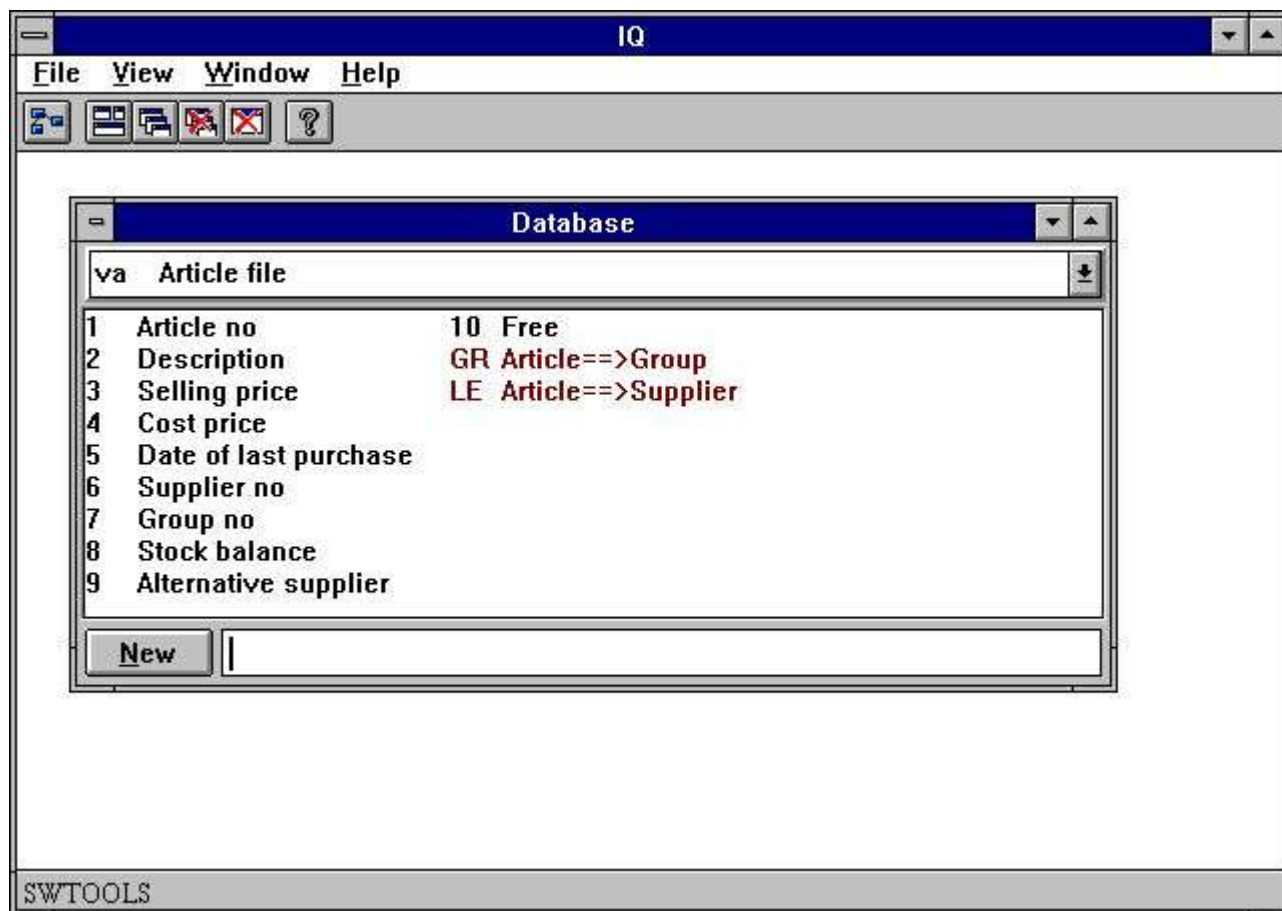 IQ
File View Window Help
Database
va Article file
1 Article no
2 Description
3 Selling price
4 Cost price
5 Date of last purchase
6 Supplier no
7 Group no
8 Stock balance
9 Alternative supplier
10 Free
GR Article==>Group
LE Article==>Supplier
New
SWTOOLS